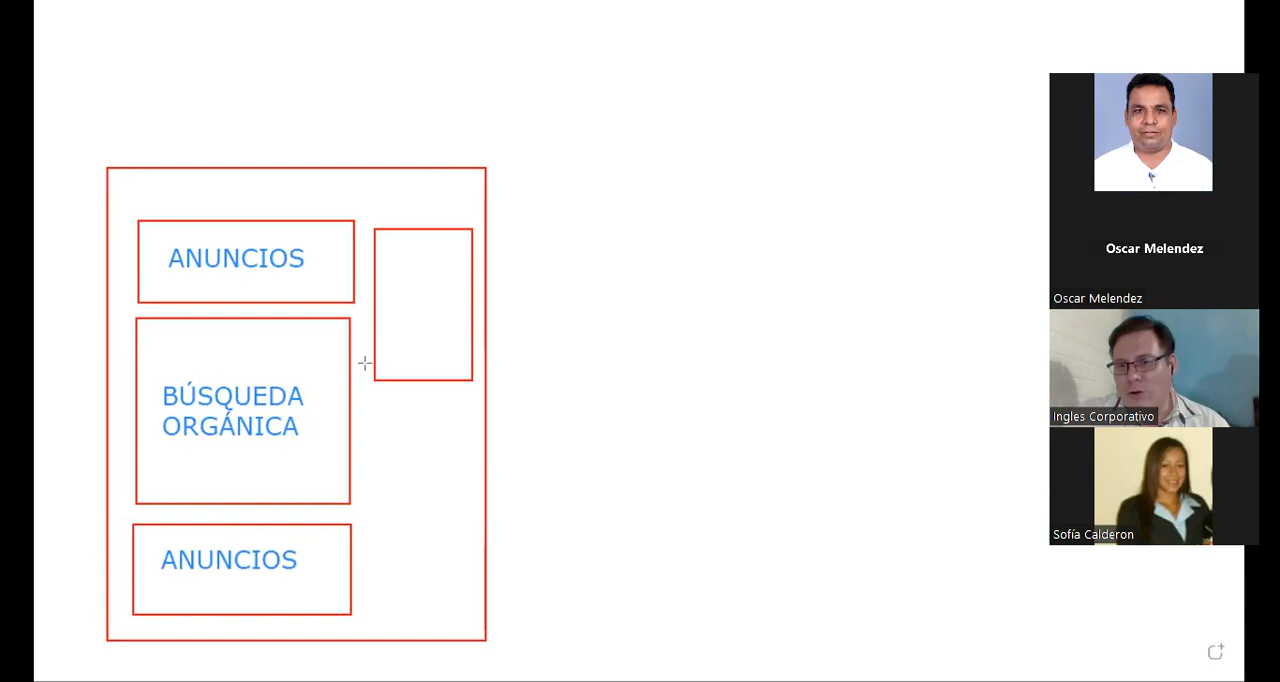 ANUNCIOS
BÚSQUEDA
ORGÁNICA
ANUNCIOS
Oscar Melendez
Oscar Melendez
Ingles Corporativo
Sofía Calderon